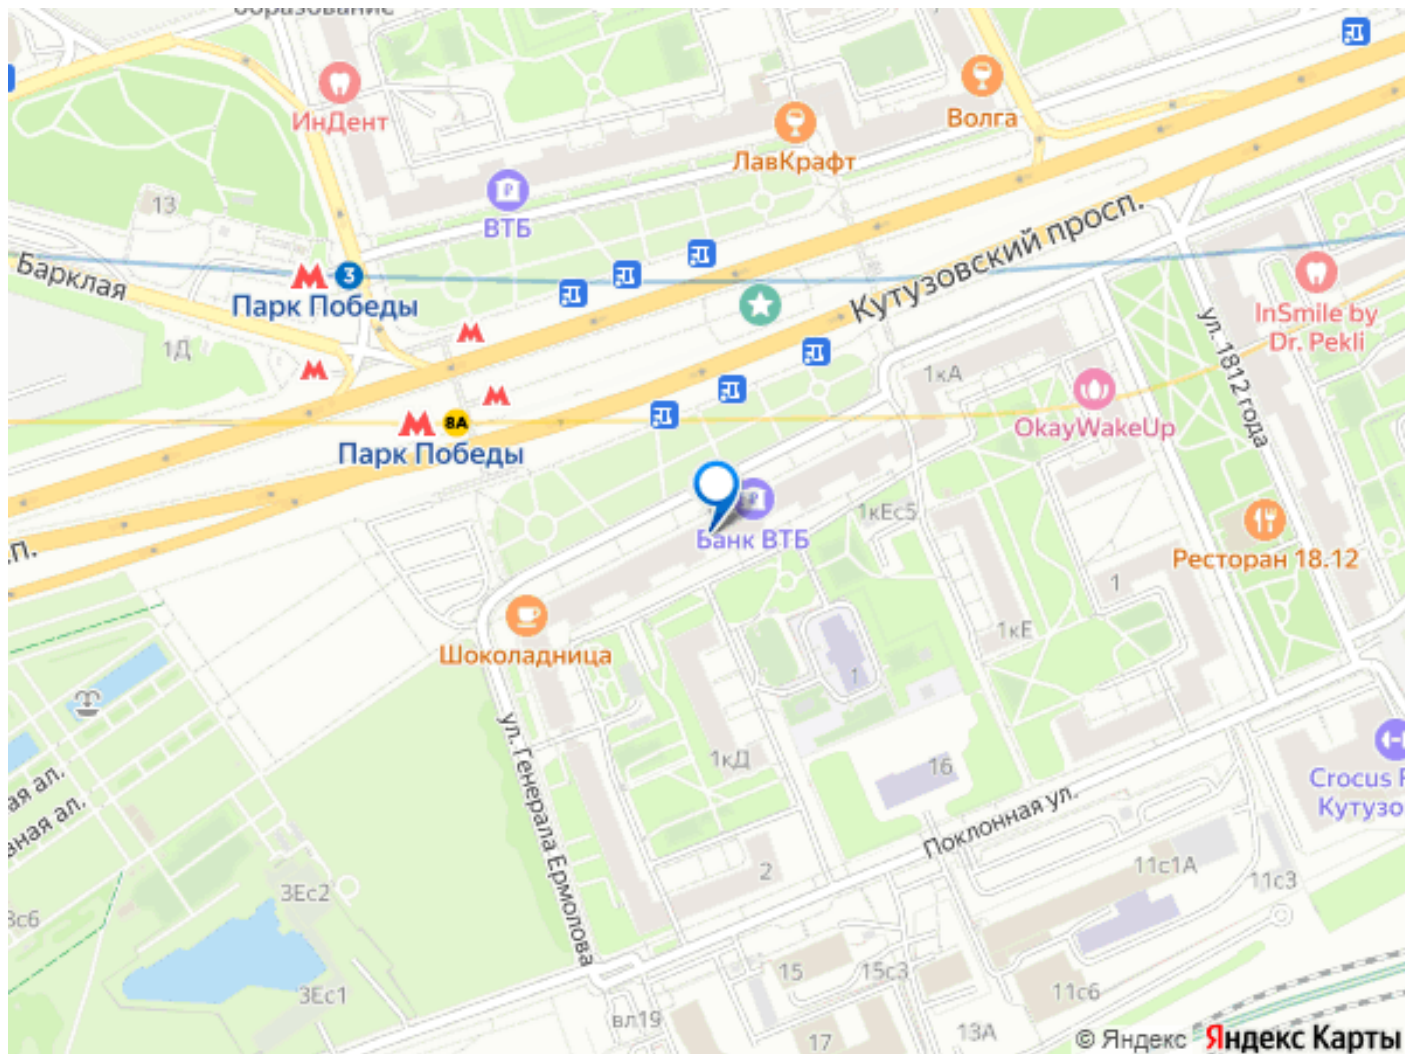 образование
ИнДент
Волга
ЛавКрафт
ВТБ
13
Барклая
3
Парк Победы
Кутузовский просп.
InSmile by
Dr. Pekli
1Д
ул. 1812 года
1кА
OkayWakeUp
8А
Парк Победы
Банк ВТБ
1кЕс5
Ресторан 18.12
сп.
1
1кЕ
Шоколадница
1
ул. Генерала Ермолова
1кД
16
Crocus F
Кутузо
ая ал.
вная ал.
Поклонная ул.
2
11с1А
11с3
3Ес2
3с6
3Ес1
15
15с3
11с6
вл19
17
13А
© Яндекс Яндекс Карты